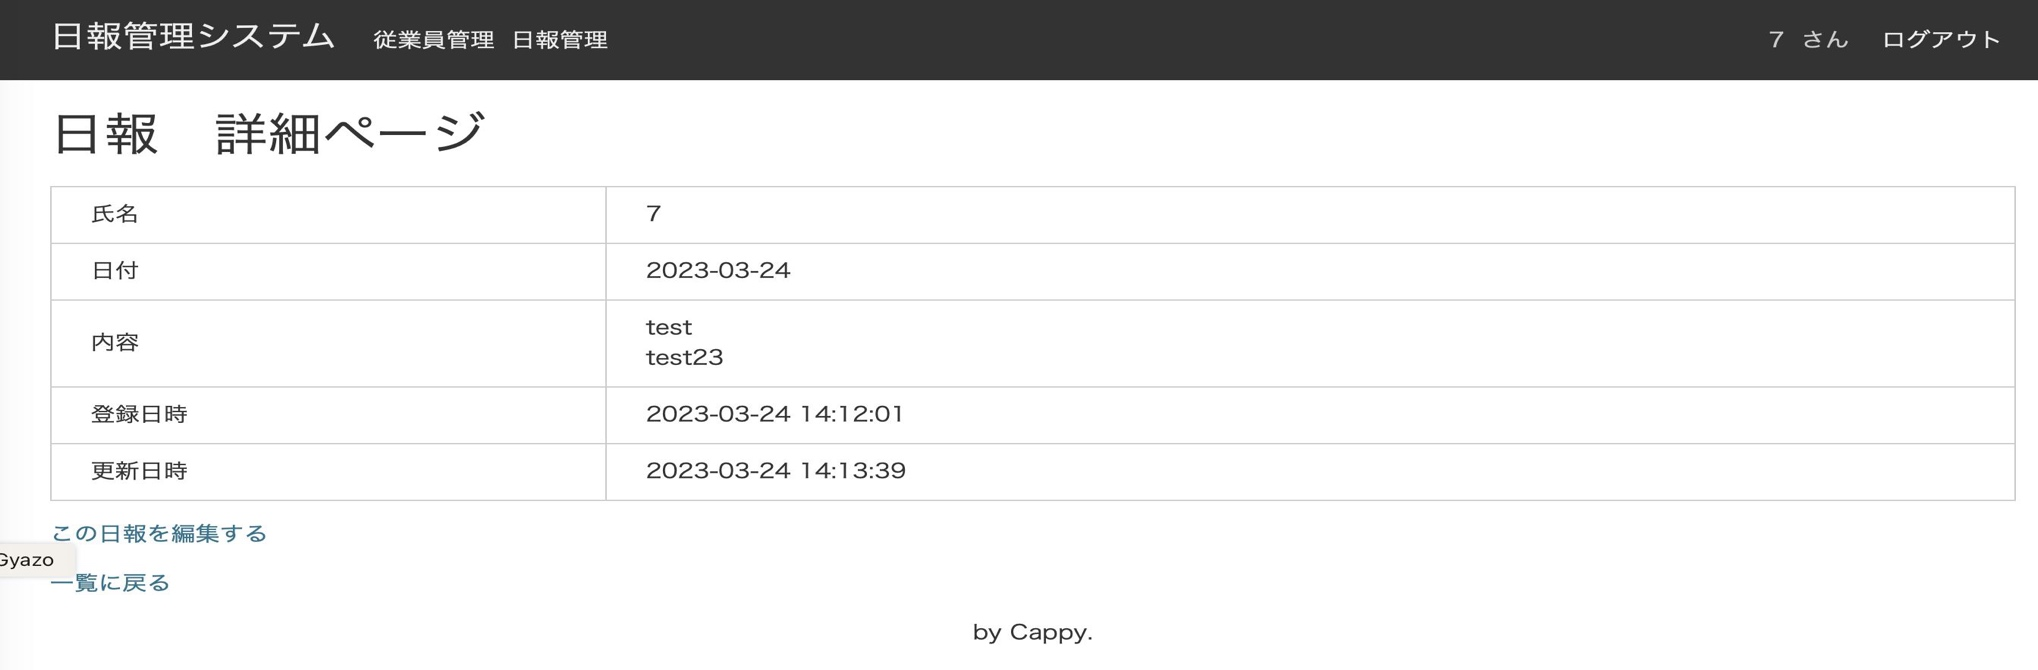 日報管理システム 従業員管理 日報管理 7 さん ログアウト
日報　詳細ページ
氏名 7
日付 2023-03-24
内容 test
test23
登録日時 2023-03-24 14:12:01
更新日時 2023-03-24 14:13:39
この日報を編集する
Gyazo
一覧に戻る
by Cappy.